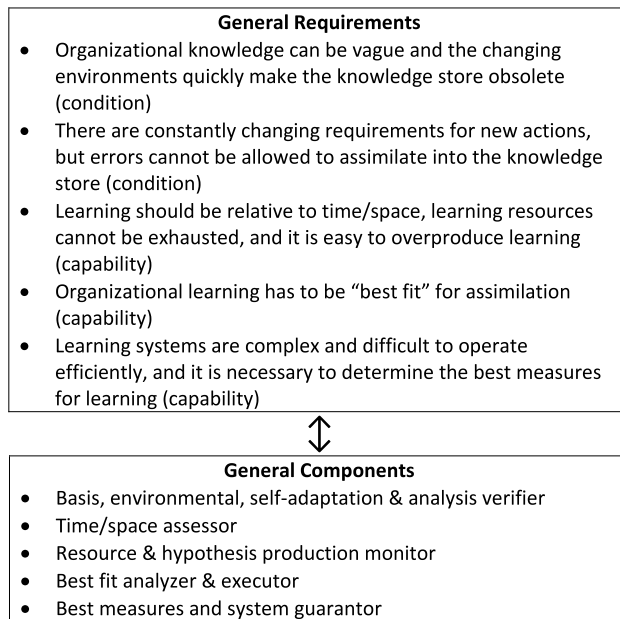 General Requirements
• Organizational knowledge can be vague and the changing
environments quickly make the knowledge store obsolete
(condition)
• There are constantly changing requirements for new actions,
but errors cannot be allowed to assimilate into the knowledge
store (condition)
• Learning should be relative to time/space, learning resources
cannot be exhausted, and it is easy to overproduce learning
(capability)
• Organizational learning has to be “best fit” for assimilation
(capability)
• Learning systems are complex and difficult to operate
efficiently, and it is necessary to determine the best measures
for learning (capability)
General Components
• Basis, environmental, self-adaptation & analysis verifier
• Time/space assessor
• Resource & hypothesis production monitor
• Best fit analyzer & executor
• Best measures and system guarantor